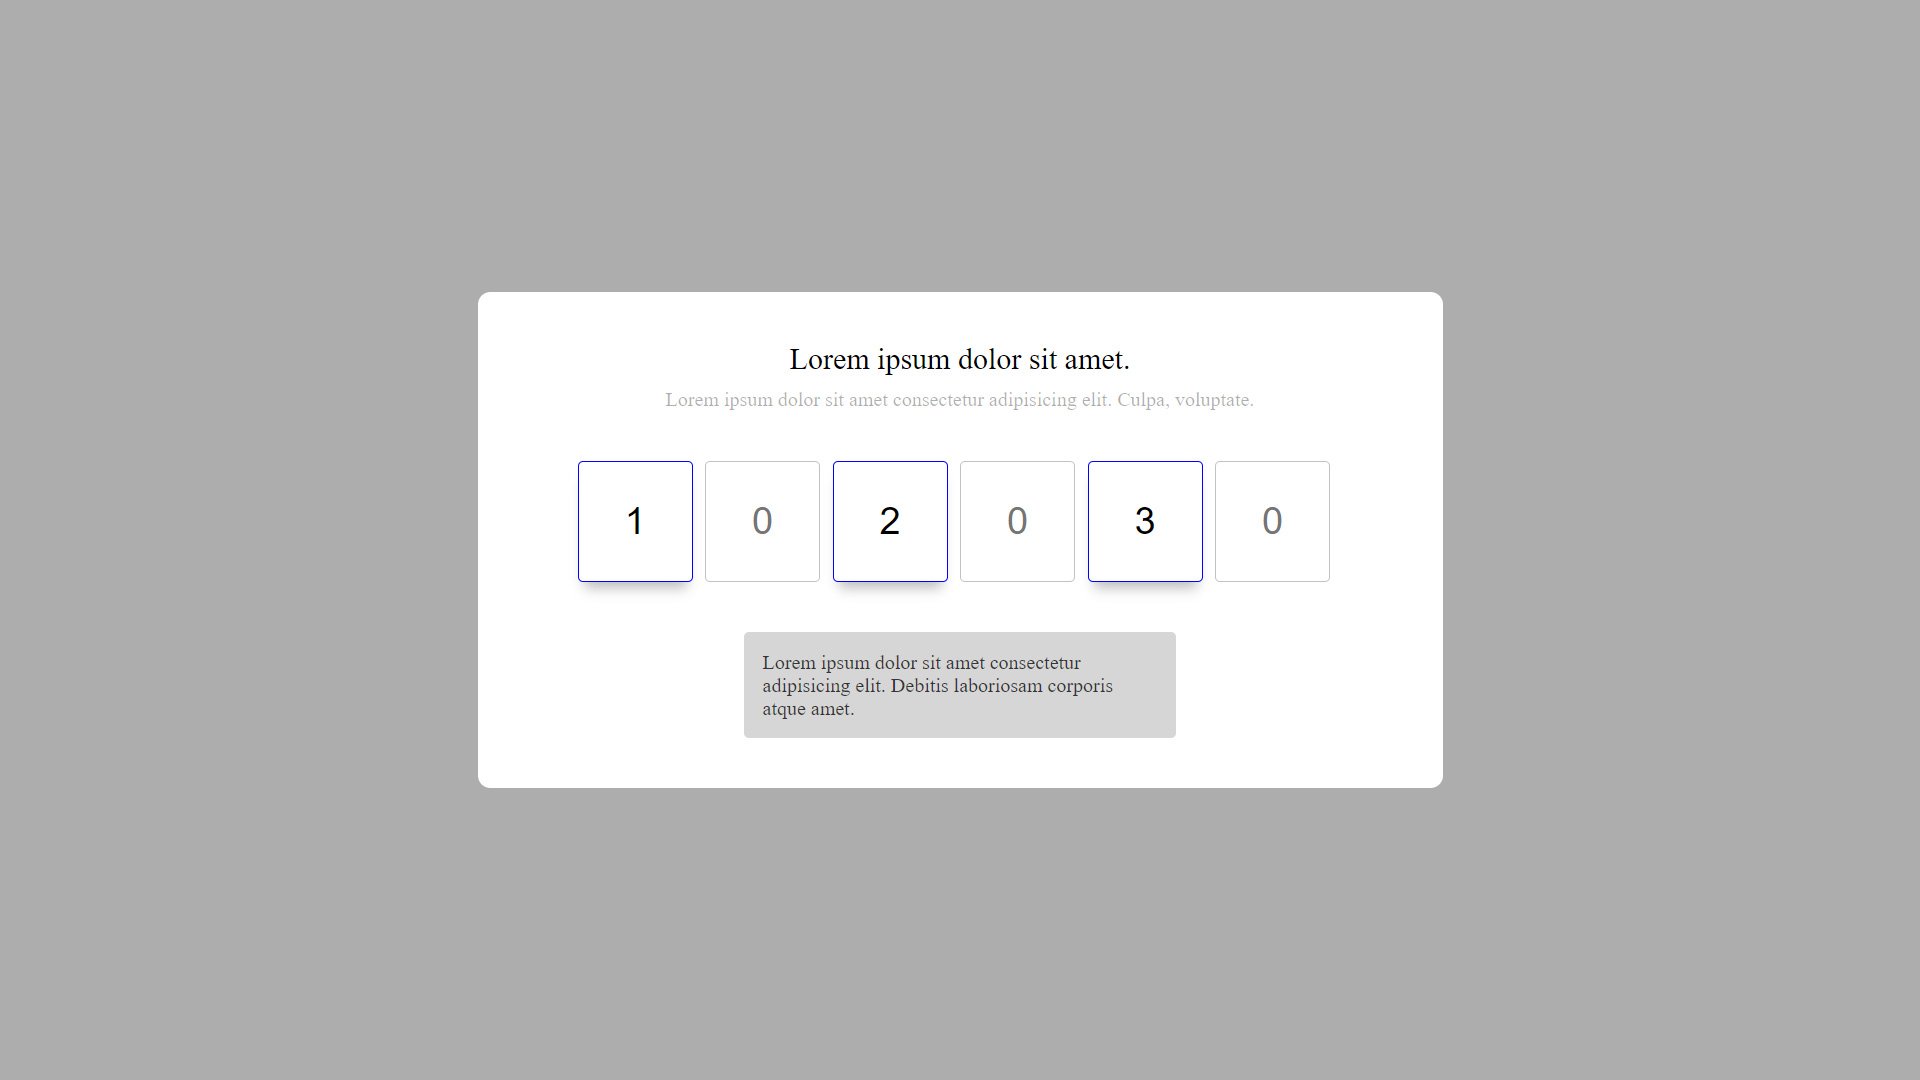 Lorem ipsum dolor sit amet.
Lorem ipsum dolor sit amet consectetur adipisicing elit. Culpa, voluptate.
1 0 2 0 3 0
Lorem ipsum dolor sit amet consectetur
adipisicing elit. Debitis laboriosam corporis
atque amet.